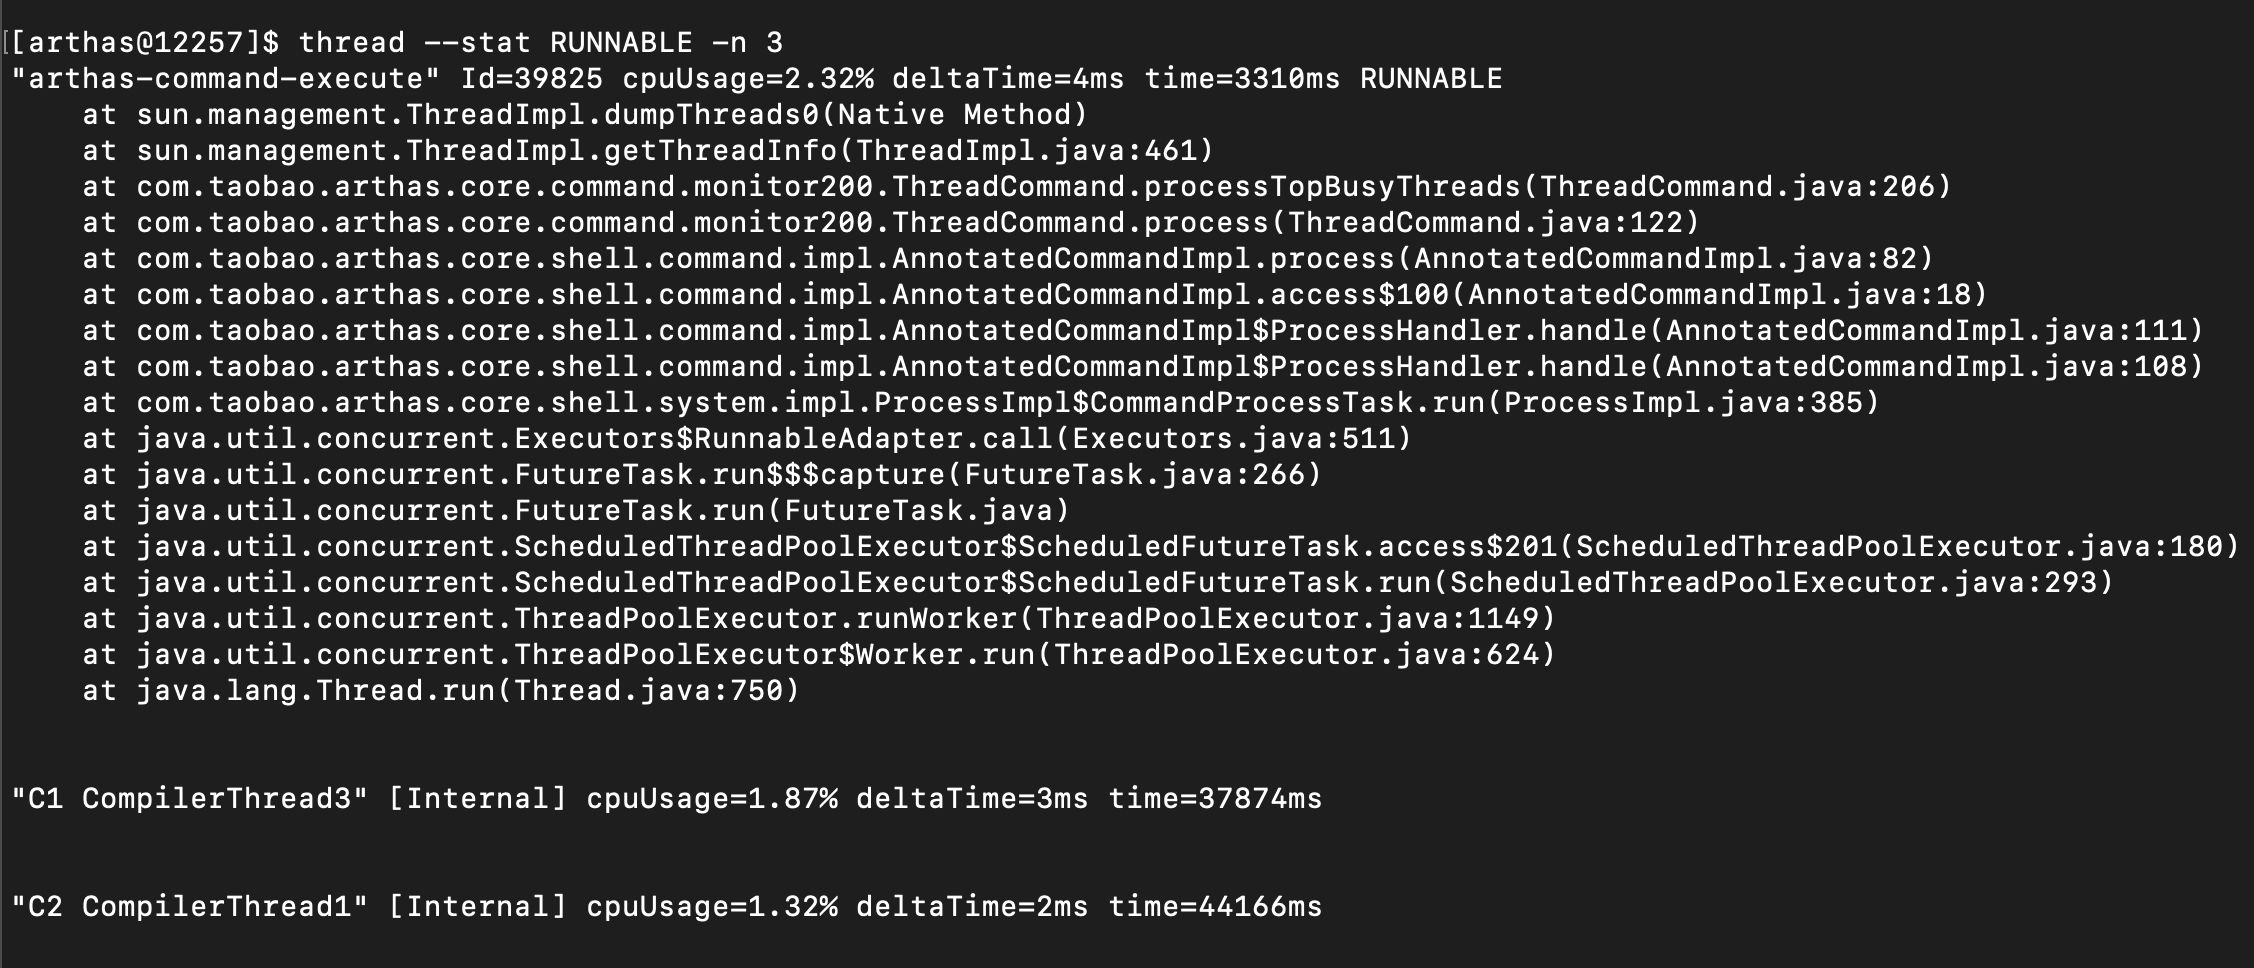 [[arthas@12257]$ thread --stat RUNNABLE -n 3
"arthas-command-execute" Id=39825 cpuUsage=2.32% deltaTime=4ms time=3310ms RUNNABLE
    at sun.management.ThreadImpl.dumpThreads0(Native Method)
    at sun.management.ThreadImpl.getThreadInfo(ThreadImpl.java:461)
    at com.taobao.arthas.core.command.monitor200.ThreadCommand.processTopBusyThreads(ThreadCommand.java:206)
    at com.taobao.arthas.core.command.monitor200.ThreadCommand.process(ThreadCommand.java:122)
    at com.taobao.arthas.core.shell.command.impl.AnnotatedCommandImpl.process(AnnotatedCommandImpl.java:82)
    at com.taobao.arthas.core.shell.command.impl.AnnotatedCommandImpl.access$100(AnnotatedCommandImpl.java:18)
    at com.taobao.arthas.core.shell.command.impl.AnnotatedCommandImpl$ProcessHandler.handle(AnnotatedCommandImpl.java:111)
    at com.taobao.arthas.core.shell.command.impl.AnnotatedCommandImpl$ProcessHandler.handle(AnnotatedCommandImpl.java:108)
    at com.taobao.arthas.core.shell.system.impl.ProcessImpl$CommandProcessTask.run(ProcessImpl.java:385)
    at java.util.concurrent.Executors$RunnableAdapter.call(Executors.java:511)
    at java.util.concurrent.FutureTask.run$$$capture(FutureTask.java:266)
    at java.util.concurrent.FutureTask.run(FutureTask.java)
    at java.util.concurrent.ScheduledThreadPoolExecutor$ScheduledFutureTask.access$201(ScheduledThreadPoolExecutor.java:180)
    at java.util.concurrent.ScheduledThreadPoolExecutor$ScheduledFutureTask.run(ScheduledThreadPoolExecutor.java:293)
    at java.util.concurrent.ThreadPoolExecutor.runWorker(ThreadPoolExecutor.java:1149)
    at java.util.concurrent.ThreadPoolExecutor$Worker.run(ThreadPoolExecutor.java:624)
    at java.lang.Thread.run(Thread.java:750)
"C1 CompilerThread3" [Internal] cpuUsage=1.87% deltaTime=3ms time=37874ms
"C2 CompilerThread1" [Internal] cpuUsage=1.32% deltaTime=2ms time=44166ms